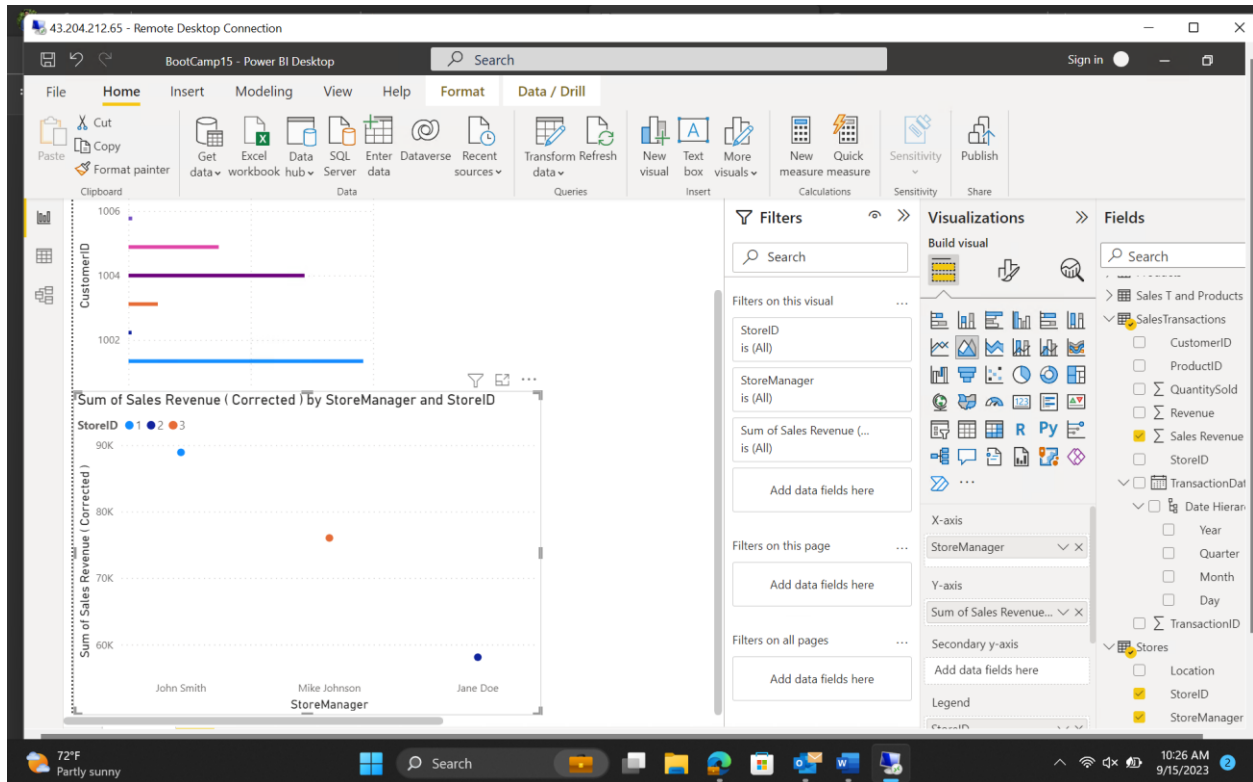 43.204.212.65 - Remote Desktop Connection
BootCamp15 - Power BI Desktop
Search
Sign in
File Home Insert Modeling View Help Format Data / Drill
Paste
Cut
Copy
Format painter
Clipboard
Get data
Excel workbook
Data hub
SQL Server
Enter data
Dataverse
Recent sources
Data
Transform data
Refresh
Queries
New visual
Text box
More visuals
Insert
New measure
Quick measure
Calculations
Sensitivity
Sensitivity
Publish
Share
1006
1004
1002
CustomerID
Sum of Sales Revenue ( Corrected ) by StoreManager and StoreID
StoreID 1 2 3
90K
80K
70K
60K
Sum of Sales Revenue ( Corrected )
John Smith Mike Johnson Jane Doe
StoreManager
Filters
Search
Filters on this visual ...
StoreID
is (All)
StoreManager
is (All)
Sum of Sales Revenue (...
is (All)
Add data fields here
Filters on this page ...
Add data fields here
Filters on all pages ...
Add data fields here
Visualizations
Build visual
123
R Py
...
X-axis
StoreManager
Y-axis
Sum of Sales Revenue...
Secondary y-axis
Add data fields here
Legend
StoreID
Fields
Search
Products
Sales T and Products
SalesTransactions
CustomerID
ProductID
QuantitySold
Revenue
Sales Revenue
StoreID
TransactionDat
Date Hierar
Year
Quarter
Month
Day
TransactionID
Stores
Location
StoreID
StoreManager
72°F
Partly sunny
Search
10:26 AM
9/15/2023
2